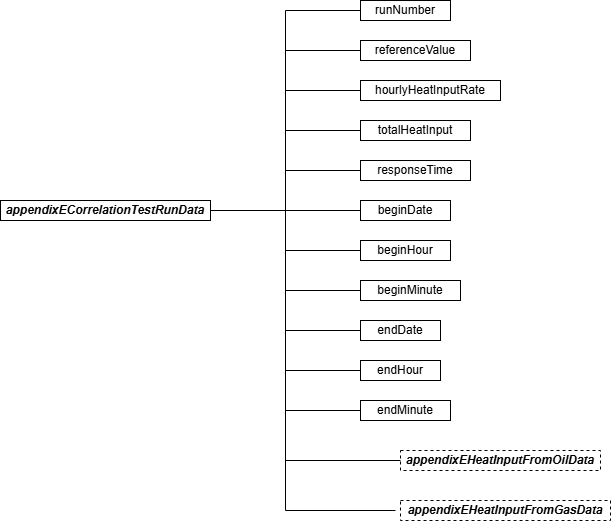 runNumber
referenceValue
hourlyHeatInputRate
totalHeatInput
responseTime
appendixECorrelationTestRunData
beginDate
beginHour
beginMinute
endDate
endHour
endMinute
appendixEHeatInputFromOilData
appendixEHeatInputFromGasData